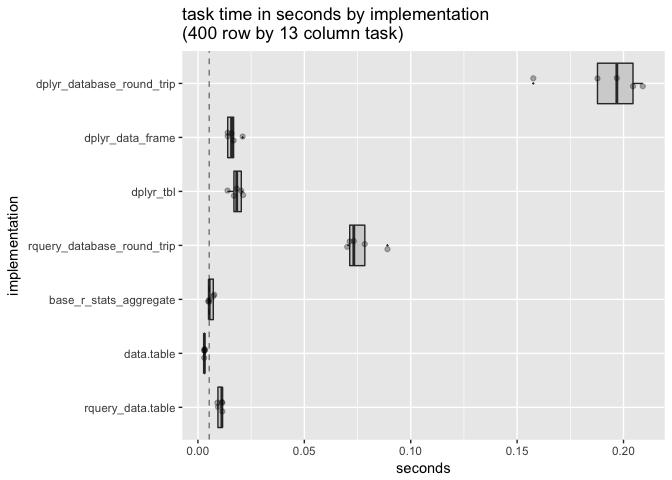 task time in seconds by implementation
(400 row by 13 column task)
implementation
dplyr_database_round_trip
dplyr_data_frame
dplyr_tbl
rquery_database_round_trip
base_r_stats_aggregate
data.table
rquery_data.table
0.00 0.05 0.10 0.15 0.20
seconds